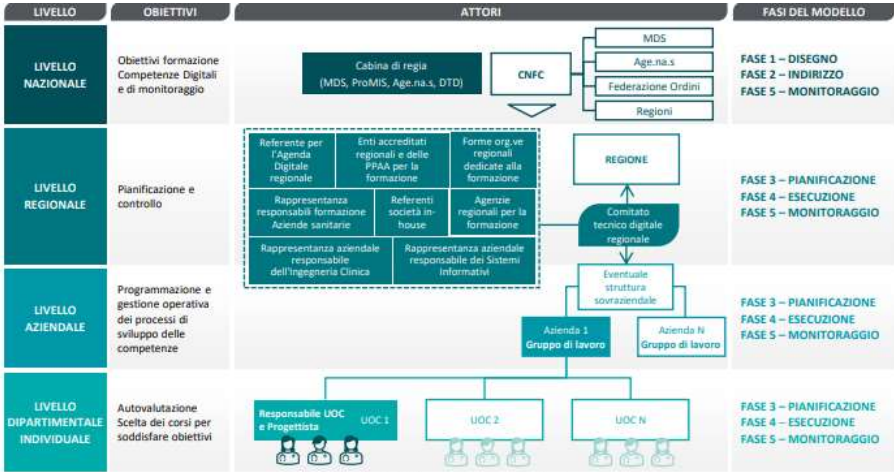 LIVELLO
OBIETTIVI
ATTORI
FASI DEL MODELLO
LIVELLO
NAZIONALE
Obiettivi formazione
Competenze Digitali
e di monitoraggio
Cabina di regia
(MDS, ProMIS, Age.na.s, DTD)
CNFC
MDS
Age.na.s
Federazione Ordini
Regioni
FASE 1 – DISEGNO
FASE 2 – INDIRIZZO
FASE 5 – MONITORAGGIO
LIVELLO
REGIONALE
Pianificazione e
controllo
Referente per
l'Agenda
Digitale
regionale
Enti accreditati
regionali e delle
PPAA per la
formazione
Forme org.ve
regionali
dedicate alla
formazione
Rappresentanza
responsabili formazione
Aziende sanitarie
Referenti
società in-
house
Agenzie
regionali per la
formazione
Rappresentanza aziendale
responsabile
dell'Ingegneria Clinica
Rappresentanza aziendale
responsabile dei Sistemi
Informativi
REGIONE
Comitato
tecnico digitale
regionale
FASE 3 – PIANIFICAZIONE
FASE 4 – ESECUZIONE
FASE 5 – MONITORAGGIO
LIVELLO
AZIENDALE
Programmazione e
gestione operativa
dei processi di
sviluppo delle
competenze
Eventuale
struttura
sovraziendale
Azienda 1
Gruppo di lavoro
Azienda N
Gruppo di lavoro
FASE 3 – PIANIFICAZIONE
FASE 4 – ESECUZIONE
FASE 5 – MONITORAGGIO
LIVELLO
DIPARTIMENTALE
INDIVIDUALE
Autovalutazione
Scelta dei corsi per
soddisfare obiettivi
Responsabile UOC
e Progettista
UOC 1
UOC 2
UOC N
FASE 3 – PIANIFICAZIONE
FASE 4 – ESECUZIONE
FASE 5 – MONITORAGGIO